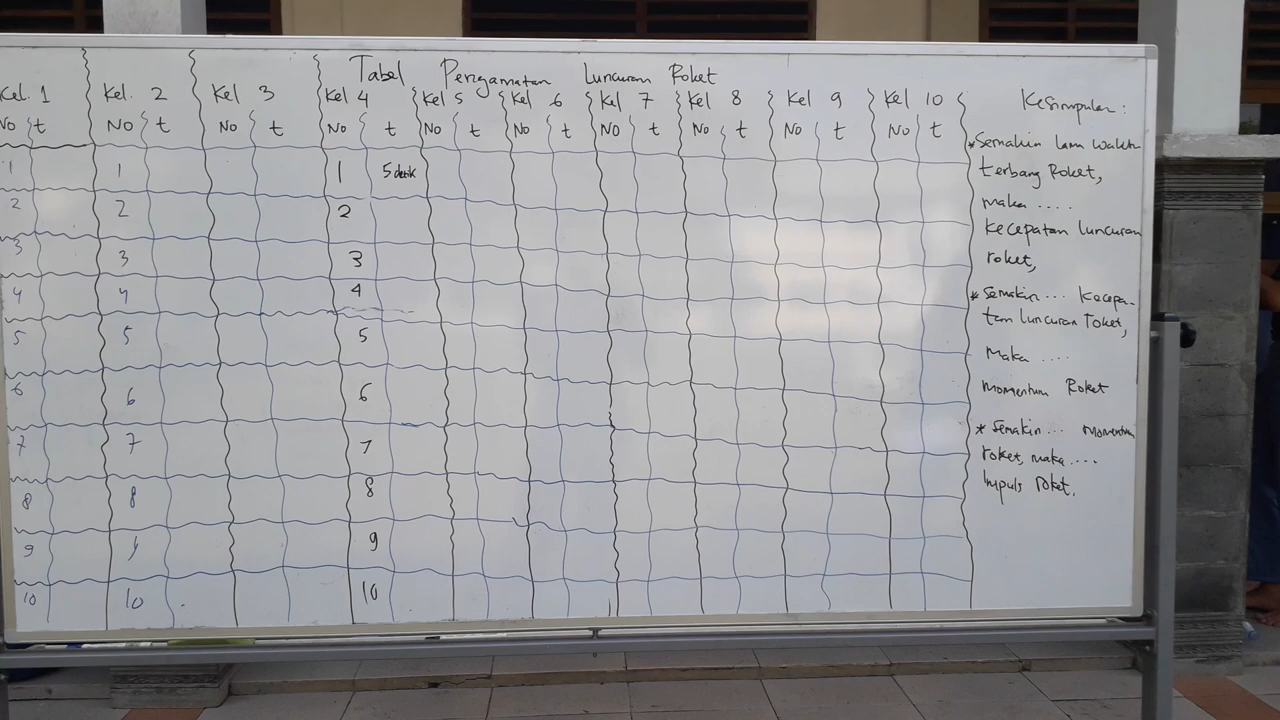 Tabel Pengamatan Luncuran Roket
Kel. 1 Kel. 2 Kel 3 Kel 4 Kel 5 Kel 6 Kel 7 Kel 8 Kel 9 Kel 10
No t No t No t No t No t No t No t No t No t No t
1 1 1 5 detik
2 2 2
3 3 3
4 4 4
5 5 5
6 6 6
7 7 7
8 8 8
9 9 9
10 10 10
Kesimpulan:
*Semakin lama waktu
terbang Roket,
maka ....
kecepatan luncuran
roket,
*Semakin ... kecepa-
tan luncuran roket,
maka ....
momentum Roket
* Semakin ... momentum
roket, maka ....
Impuls roket.